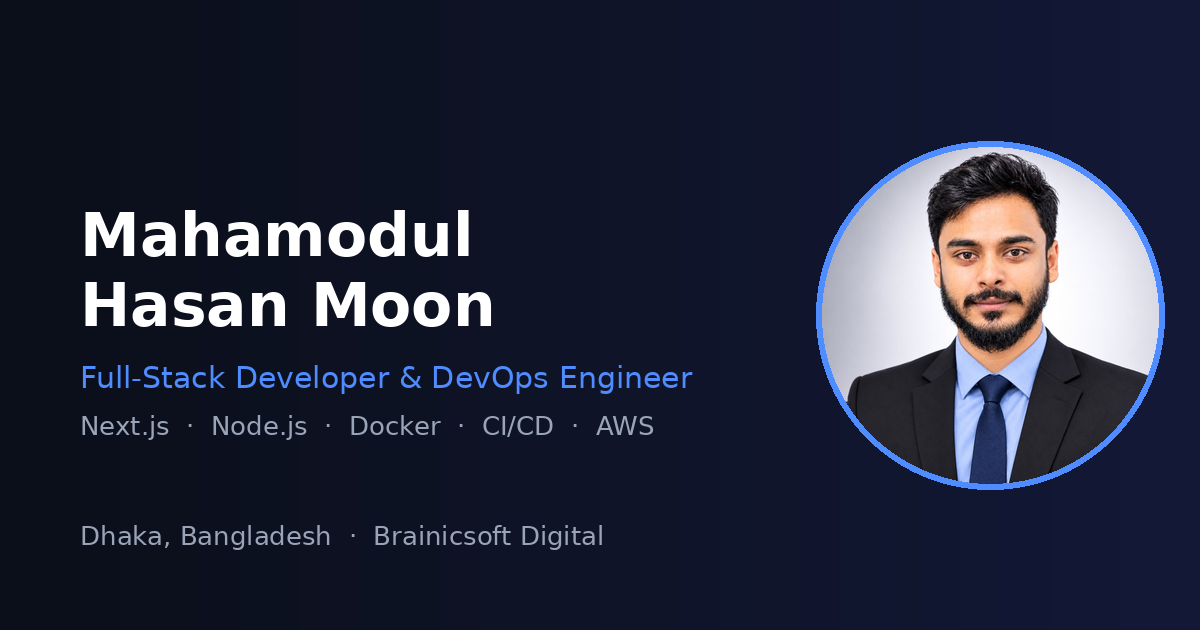 Mahamodul
Hasan Moon
Full-Stack Developer & DevOps Engineer
Next.js · Node.js · Docker · CI/CD · AWS
Dhaka, Bangladesh · Brainicsoft Digital